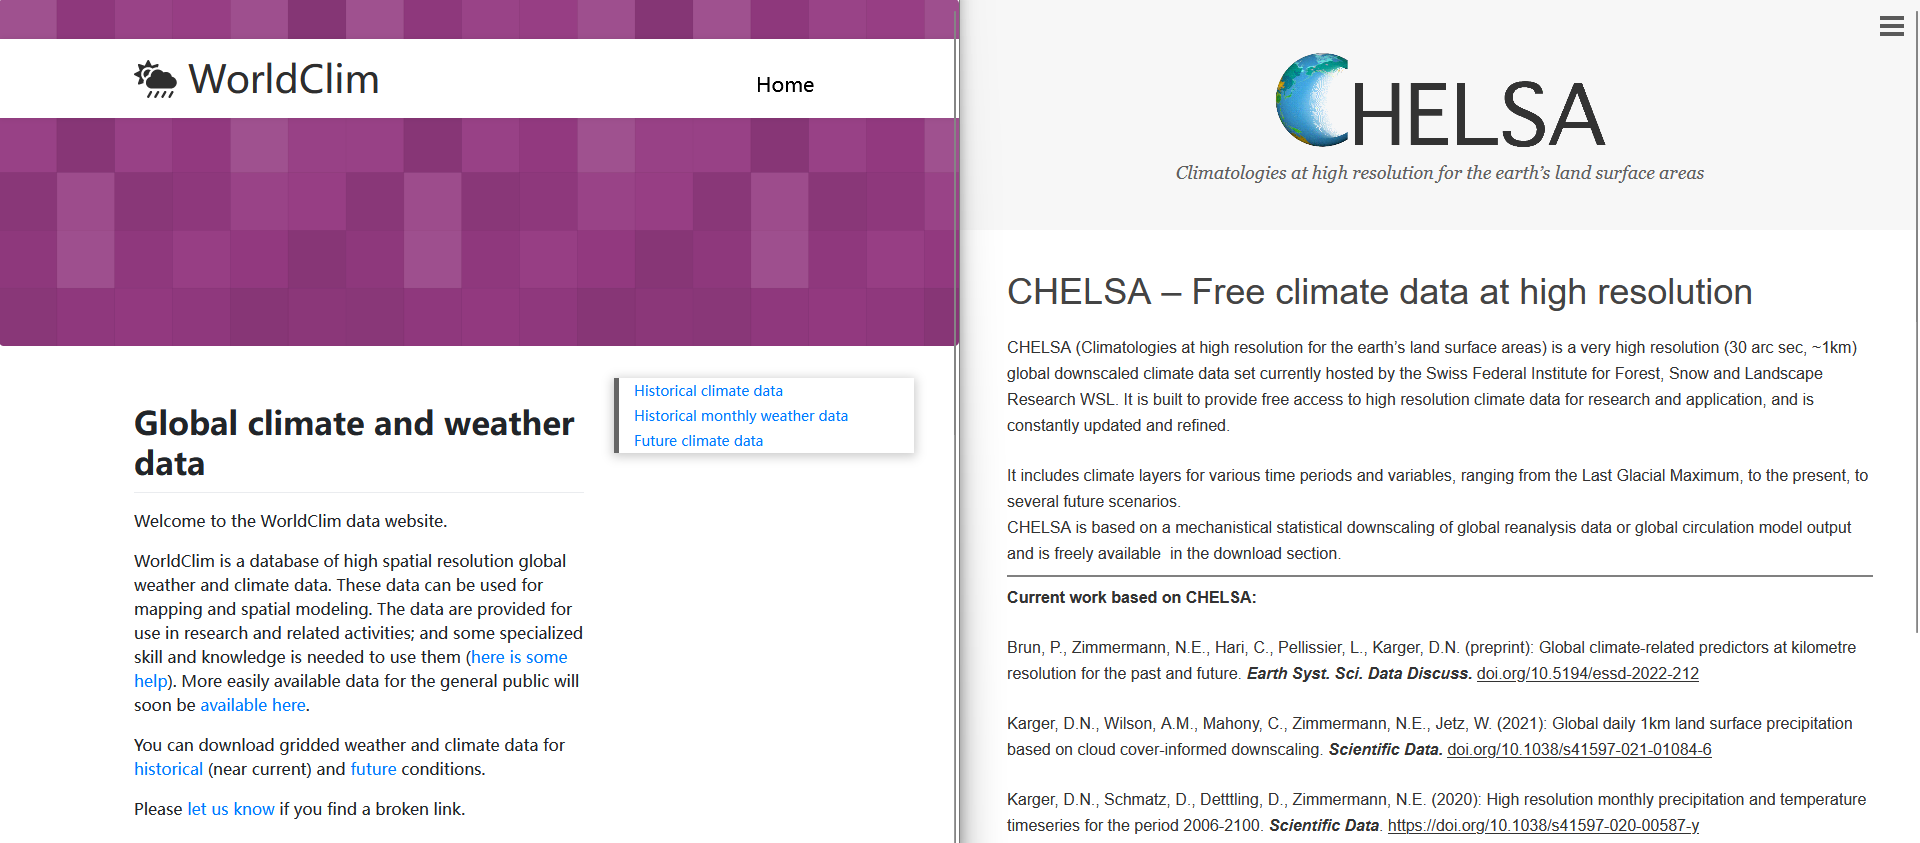 WorldClim
Home
Historical climate data
Historical monthly weather data
Future climate data
Global climate and weather
data
Welcome to the WorldClim data website.
WorldClim is a database of high spatial resolution global
weather and climate data. These data can be used for
mapping and spatial modeling. The data are provided for
use in research and related activities; and some specialized
skill and knowledge is needed to use them (here is some
help). More easily available data for the general public will
soon be available here.
You can download gridded weather and climate data for
historical (near current) and future conditions.
Please let us know if you find a broken link.
CHELSA
Climatologies at high resolution for the earth’s land surface areas
CHELSA – Free climate data at high resolution
CHELSA (Climatologies at high resolution for the earth’s land surface areas) is a very high resolution (30 arc sec, ~1km)
global downscaled climate data set currently hosted by the Swiss Federal Institute for Forest, Snow and Landscape
Research WSL. It is built to provide free access to high resolution climate data for research and application, and is
constantly updated and refined.
It includes climate layers for various time periods and variables, ranging from the Last Glacial Maximum, to the present, to
several future scenarios.
CHELSA is based on a mechanistical statistical downscaling of global reanalysis data or global circulation model output
and is freely available  in the download section.
Current work based on CHELSA:
Brun, P., Zimmermann, N.E., Hari, C., Pellissier, L., Karger, D.N. (preprint): Global climate-related predictors at kilometre
resolution for the past and future. Earth Syst. Sci. Data Discuss. doi.org/10.5194/essd-2022-212
Karger, D.N., Wilson, A.M., Mahony, C., Zimmermann, N.E., Jetz, W. (2021): Global daily 1km land surface precipitation
based on cloud cover-informed downscaling. Scientific Data. doi.org/10.1038/s41597-021-01084-6
Karger, D.N., Schmatz, D., Detttling, D., Zimmermann, N.E. (2020): High resolution monthly precipitation and temperature
timeseries for the period 2006-2100. Scientific Data. https://doi.org/10.1038/s41597-020-00587-y